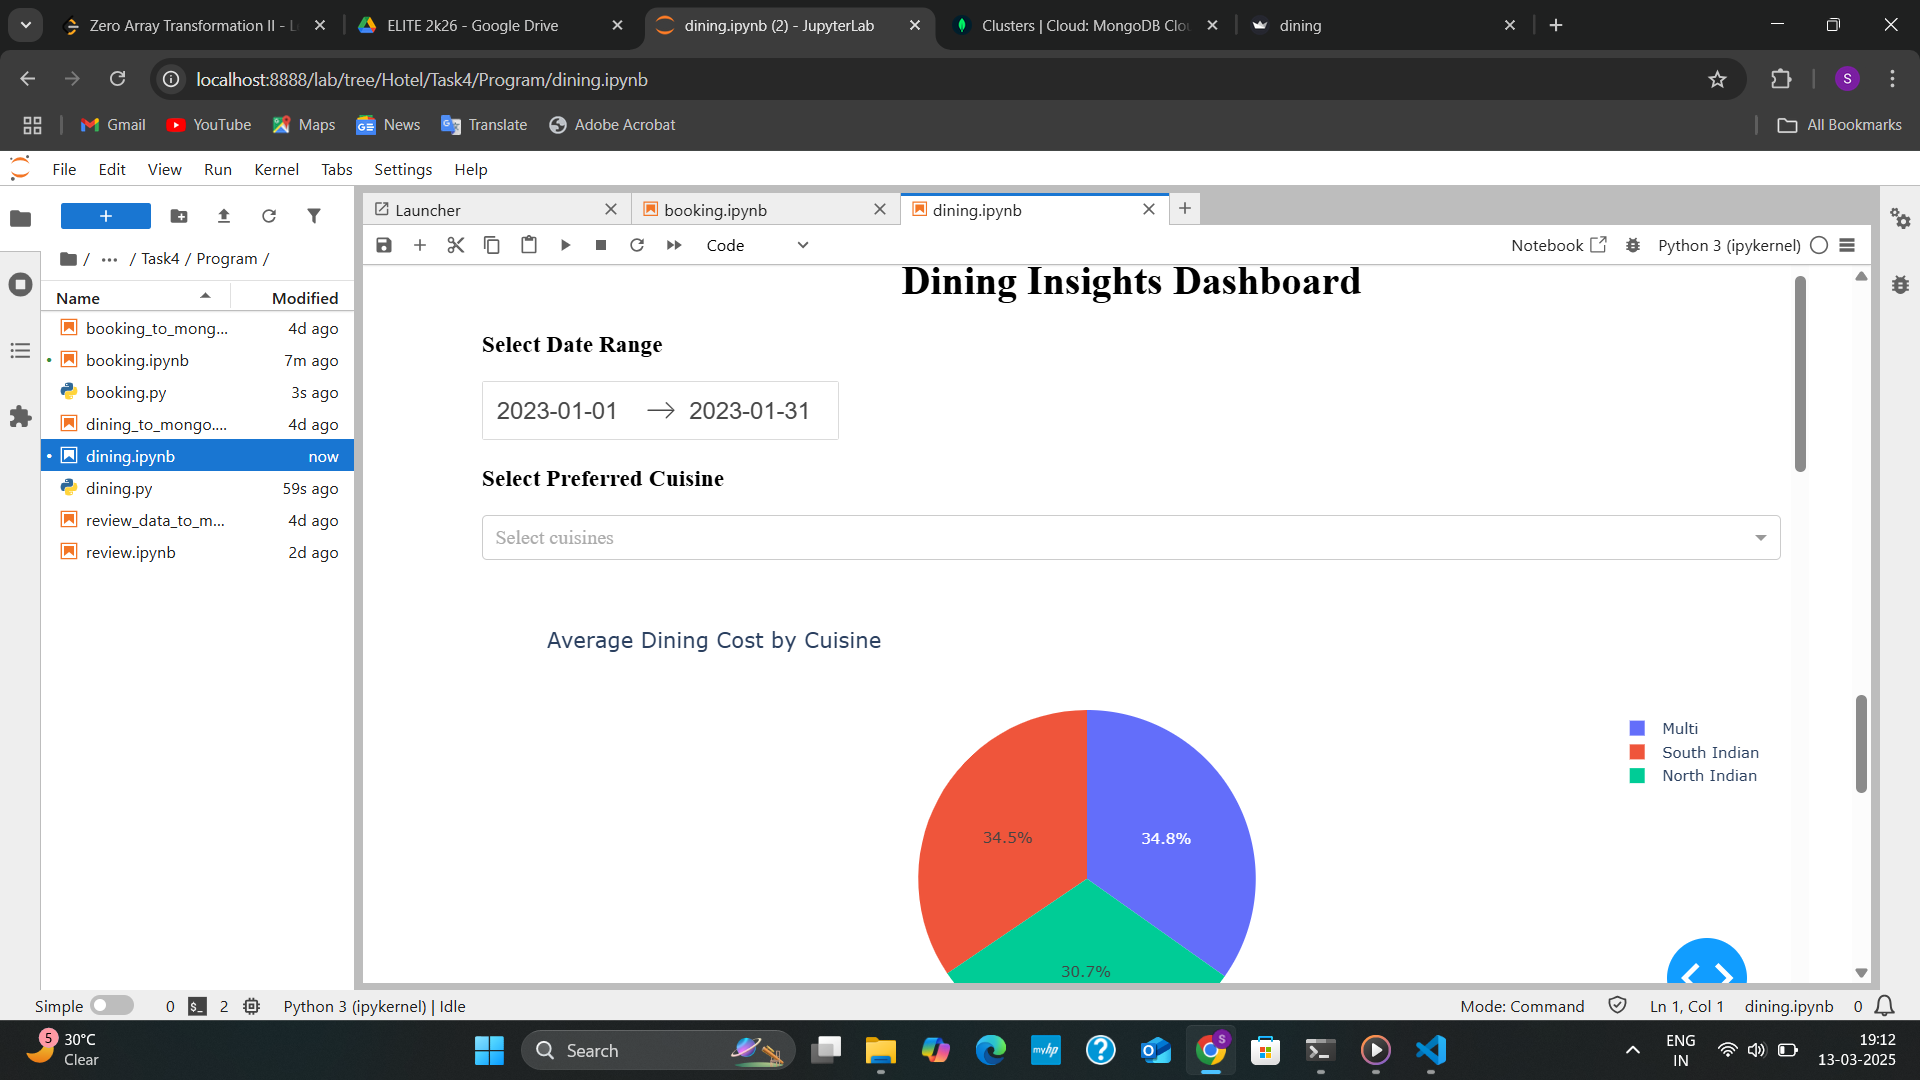 Zero Array Transformation II - L
ELITE 2k26 - Google Drive
dining.ipynb (2) - JupyterLab
Clusters | Cloud: MongoDB Clo
dining
localhost:8888/lab/tree/Hotel/Task4/Program/dining.ipynb
S
Gmail
YouTube
Maps
News
Translate
Adobe Acrobat
All Bookmarks
File Edit View Run Kernel Tabs Settings Help
Launcher
booking.ipynb
dining.ipynb
Code
Notebook
Python 3 (ipykernel)
/ ... / Task4 / Program /
Name Modified
booking_to_mong... 4d ago
booking.ipynb 7m ago
booking.py 3s ago
dining_to_mongo.... 4d ago
dining.ipynb now
dining.py 59s ago
review_data_to_m... 4d ago
review.ipynb 2d ago
Dining Insights Dashboard
Select Date Range
2023-01-01 → 2023-01-31
Select Preferred Cuisine
Select cuisines
Average Dining Cost by Cuisine
Multi
South Indian
North Indian
34.5%
34.8%
30.7%
Simple 0 $_ 2 Python 3 (ipykernel) | Idle
Mode: Command Ln 1, Col 1 dining.ipynb 0
5
30°C
Clear
Search
myhp
S
ENG
IN
19:12
13-03-2025